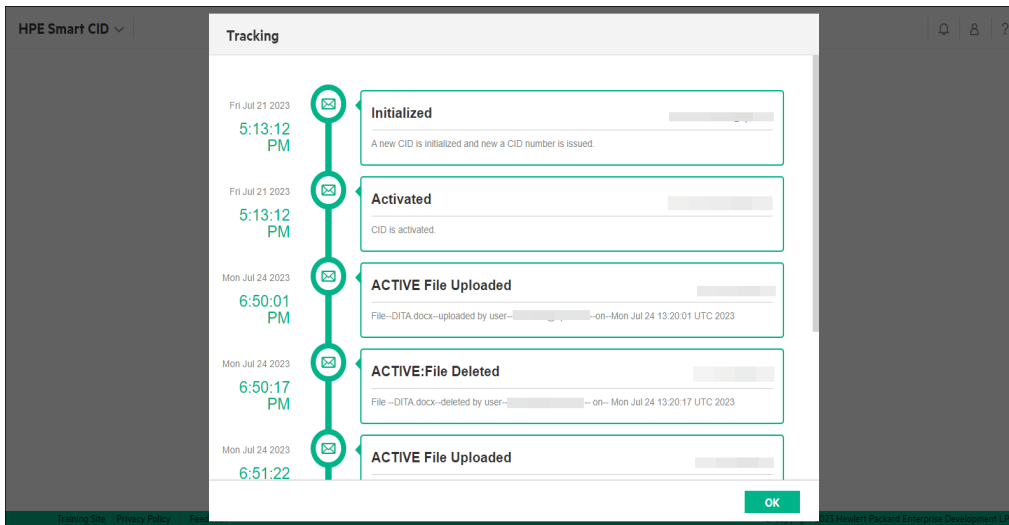 HPE Smart CID
?
Tracking
Fri Jul 21 2023
5:13:12
PM
Initialized
A new CID is initialized and new a CID number is issued.
Fri Jul 21 2023
5:13:12
PM
Activated
CID is activated.
Mon Jul 24 2023
6:50:01
PM
ACTIVE File Uploaded
File--DITA.docx--uploaded by user-- --on--Mon Jul 24 13:20:01 UTC 2023
Mon Jul 24 2023
6:50:17
PM
ACTIVE:File Deleted
File --DITA.docx--deleted by user-- -- on-- Mon Jul 24 13:20:17 UTC 2023
Mon Jul 24 2023
6:51:22
ACTIVE File Uploaded
OK
Training Site Privacy Policy Feed 23 Hewlett Packard Enterprise Development LP